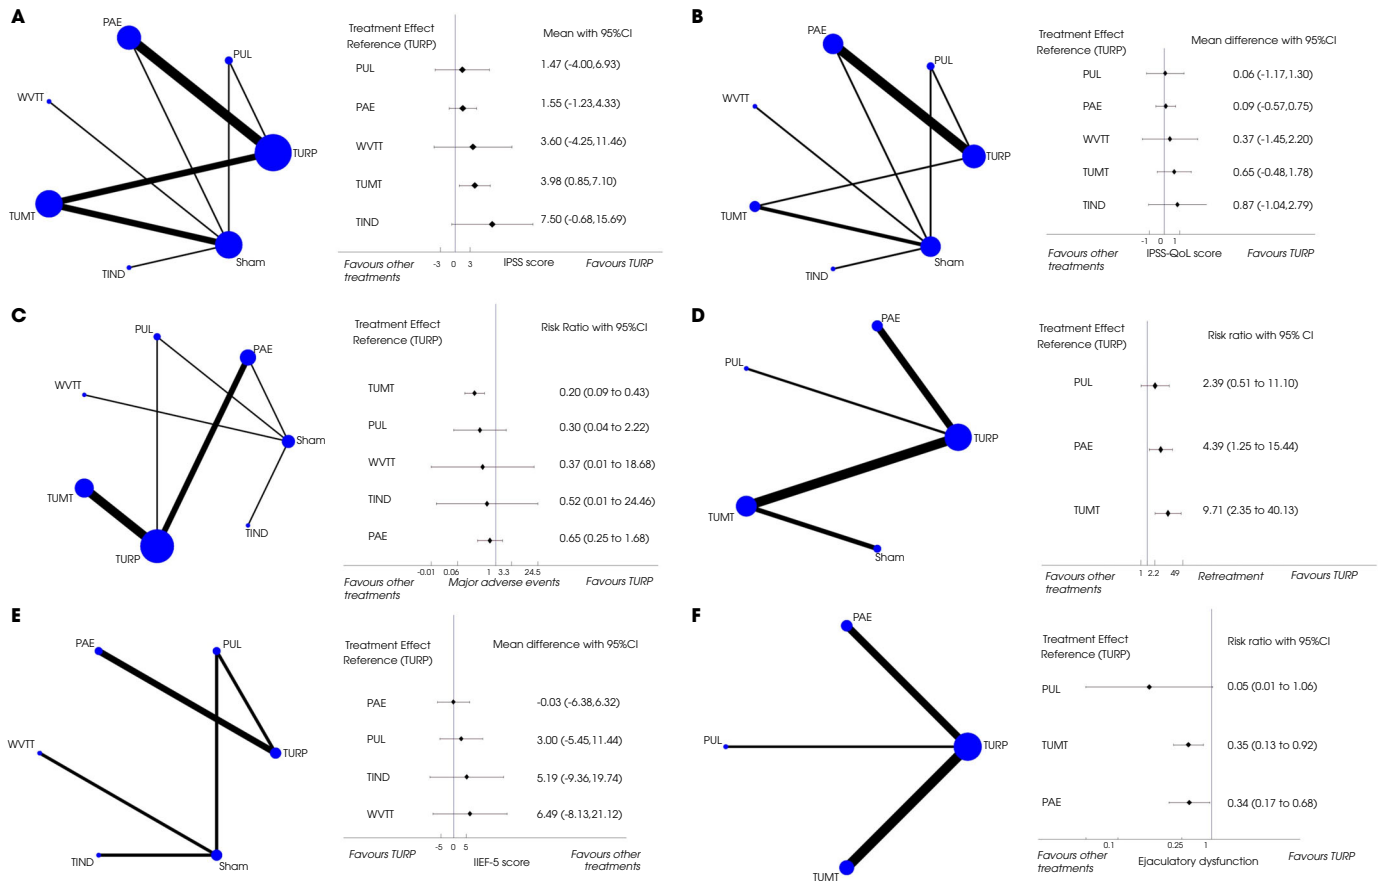 A
PAE
PUL
WVTT
TURP
TUMT
Sham
TIND
Treatment Effect
Reference (TURP)
Mean with 95%CI
PUL
1.47 (-4.00,6.93)
PAE
1.55 (-1.23,4.33)
WVTT
3.60 (-4.25,11.46)
TUMT
3.98 (0.85,7.10)
TIND
7.50 (-0.68,15.69)
-3 0 3
Favours other
treatments
IPSS score
Favours TURP
B
PAE
PUL
WVTT
TURP
TUMT
Sham
TIND
Treatment Effect
Reference (TURP)
Mean difference with 95%CI
PUL
0.06 (-1.17,1.30)
PAE
0.09 (-0.57,0.75)
WVTT
0.37 (-1.45,2.20)
TUMT
0.65 (-0.48,1.78)
TIND
0.87 (-1.04,2.79)
-1 0 1
Favours other
treatments
IPSS-QoL score
Favours TURP
C
PUL
PAE
WVTT
Sham
TUMT
TIND
TURP
Treatment Effect
Reference (TURP)
Risk Ratio with 95%CI
TUMT
0.20 (0.09 to 0.43)
PUL
0.30 (0.04 to 2.22)
WVTT
0.37 (0.01 to 18.68)
TIND
0.52 (0.01 to 24.46)
PAE
0.65 (0.25 to 1.68)
-0.01 0.06 1 3.3 24.5
Favours other
treatments
Major adverse events
Favours TURP
D
PAE
PUL
TURP
TUMT
Sham
Treatment Effect
Reference (TURP)
Risk ratio with 95% CI
PUL
2.39 (0.51 to 11.10)
PAE
4.39 (1.25 to 15.44)
TUMT
9.71 (2.35 to 40.13)
1 2.2 49
Favours other
treatments
Retreatment
Favours TURP
E
PAE
PUL
WVTT
TURP
TIND
Sham
Treatment Effect
Reference (TURP)
Mean difference with 95%CI
PAE
-0.03 (-6.38,6.32)
PUL
3.00 (-5.45,11.44)
TIND
5.19 (-9.36,19.74)
WVTT
6.49 (-8.13,21.12)
-5 0 5
Favours TURP
IIEF-5 score
Favours other
treatments
F
PAE
PUL
TURP
TUMT
Treatment Effect
Reference (TURP)
Risk ratio with 95%CI
PUL
0.05 (0.01 to 1.06)
TUMT
0.35 (0.13 to 0.92)
PAE
0.34 (0.17 to 0.68)
0.1 0.25 1
Favours other
treatments
Ejaculatory dysfunction
Favours TURP